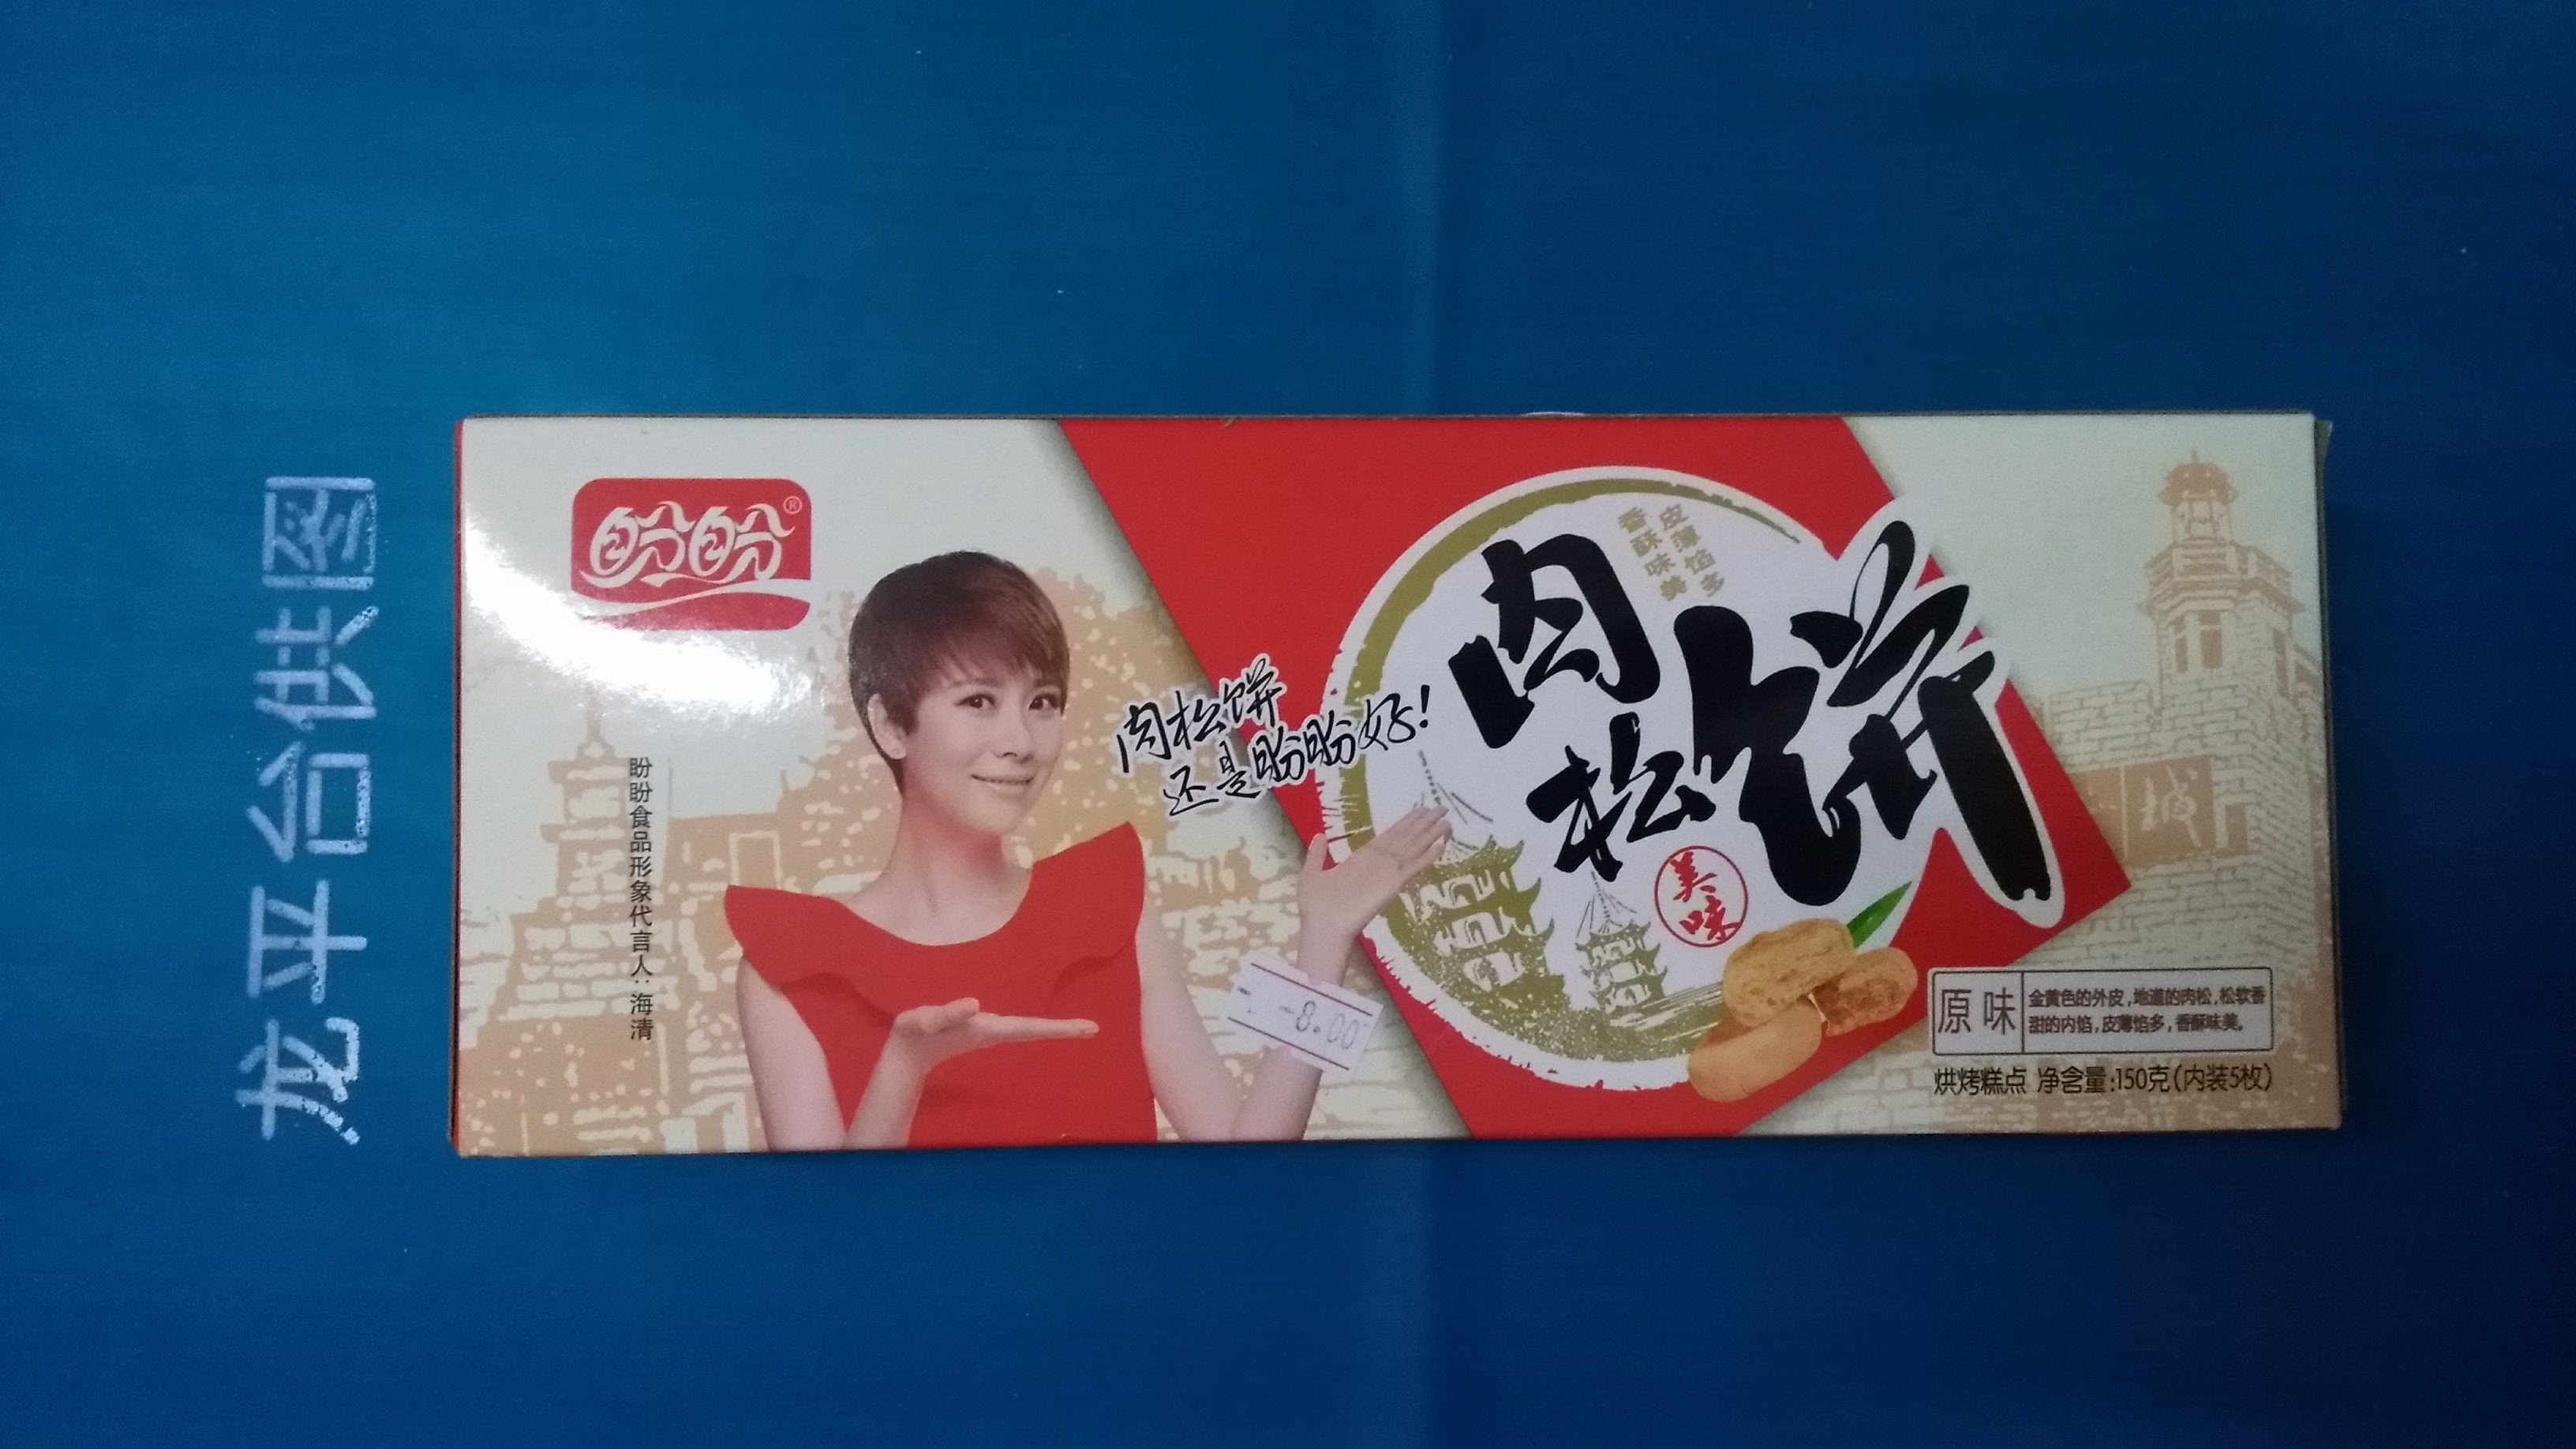 龙平台供图
盼盼®
盼盼食品形象代言人:海清
肉松饼
还是盼盼好!
皮薄馅多
香酥味美
肉松饼
美味
-8.00
城
原味
金黄色的外皮,地道的肉松,松软香
甜的内馅,皮薄馅多,香酥味美。
烘烤糕点 净含量:150克(内装5枚)